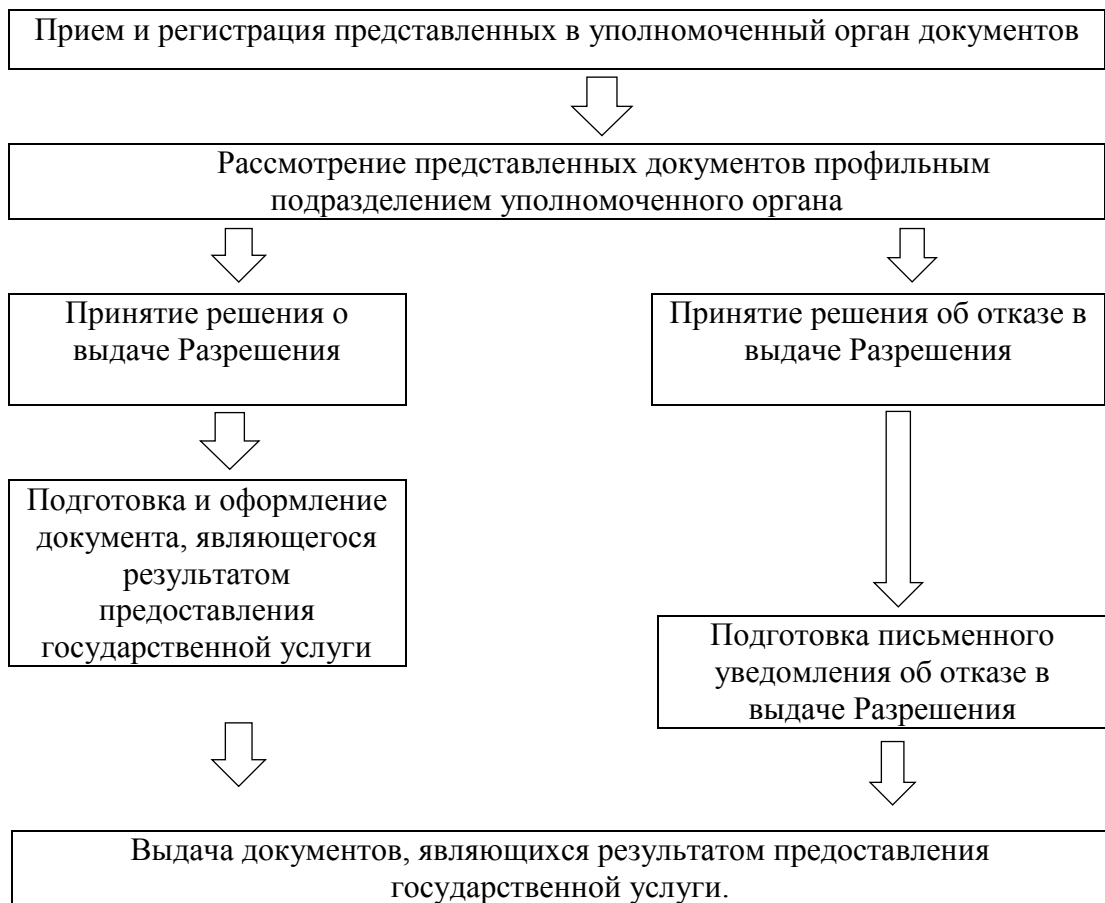 Прием и регистрация представленных в уполномоченный орган документов
Рассмотрение представленных документов профильным
подразделением уполномоченного органа
Принятие решения о
выдаче Разрешения
Принятие решения об отказе в
выдаче Разрешения
Подготовка и оформление
документа, являющегося
результатом
предоставления
государственной услуги
Подготовка письменного
уведомления об отказе в
выдаче Разрешения
Выдача документов, являющихся результатом предоставления
государственной услуги.